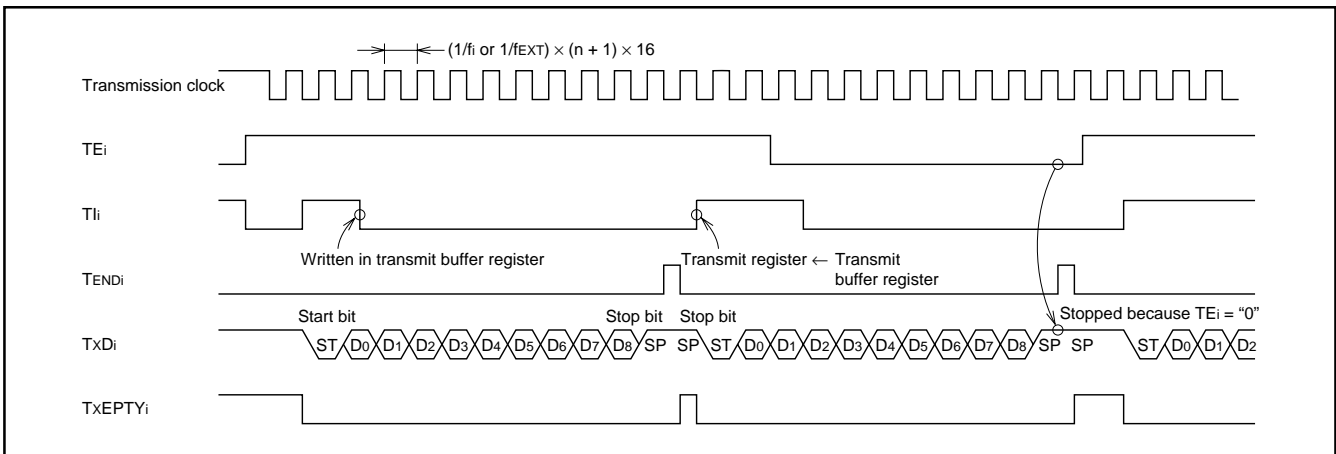 (1/fi or 1/fEXT) × (n + 1) × 16
Transmission clock
TEi
TIi
Written in transmit buffer register
Transmit register ← Transmit
buffer register
TENDi
Start bit
Stop bit
Stop bit
Stopped because TEi = “0”
TxDi
ST D0 D1 D2 D3 D4 D5 D6 D7 D8 SP SP ST D0 D1 D2 D3 D4 D5 D6 D7 D8 SP SP ST D0 D1 D2
TxEPTYi